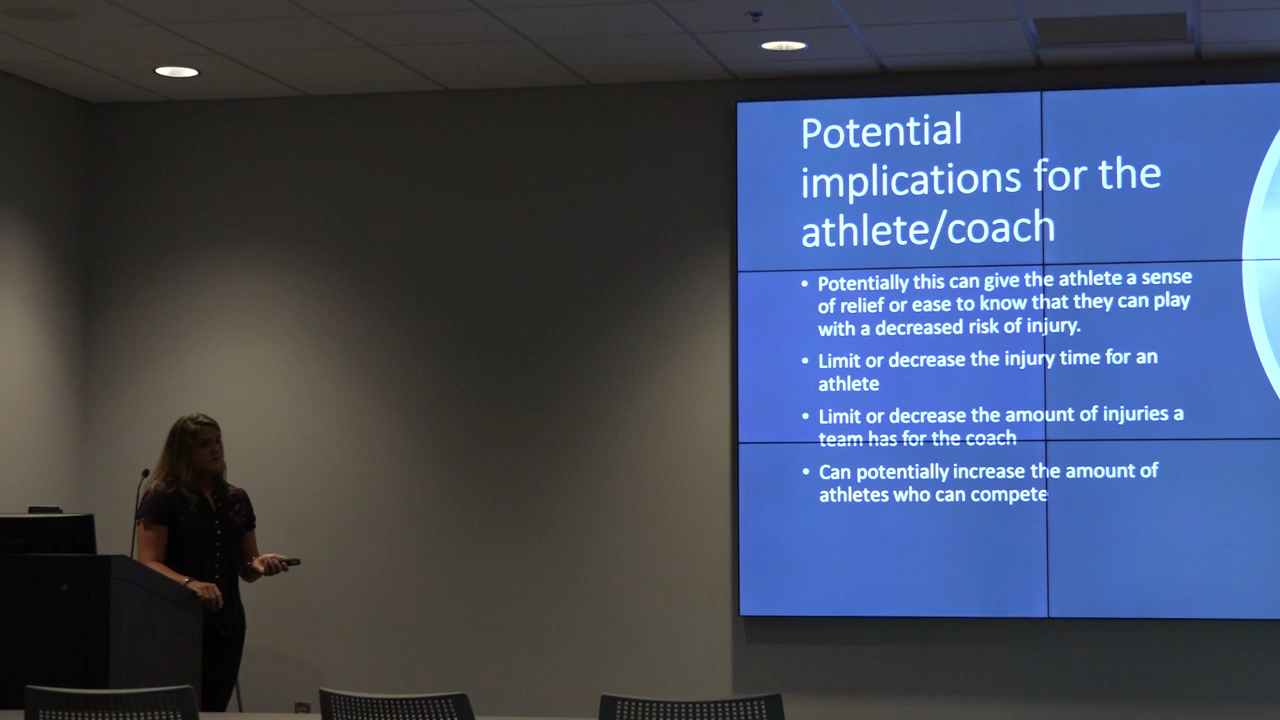 Potential
implications for the
athlete/coach
• Potentially this can give the athlete a sense
of relief or ease to know that they can play
with a decreased risk of injury.
• Limit or decrease the injury time for an
athlete
• Limit or decrease the amount of injuries a
team has for the coach
• Can potentially increase the amount of
athletes who can compete